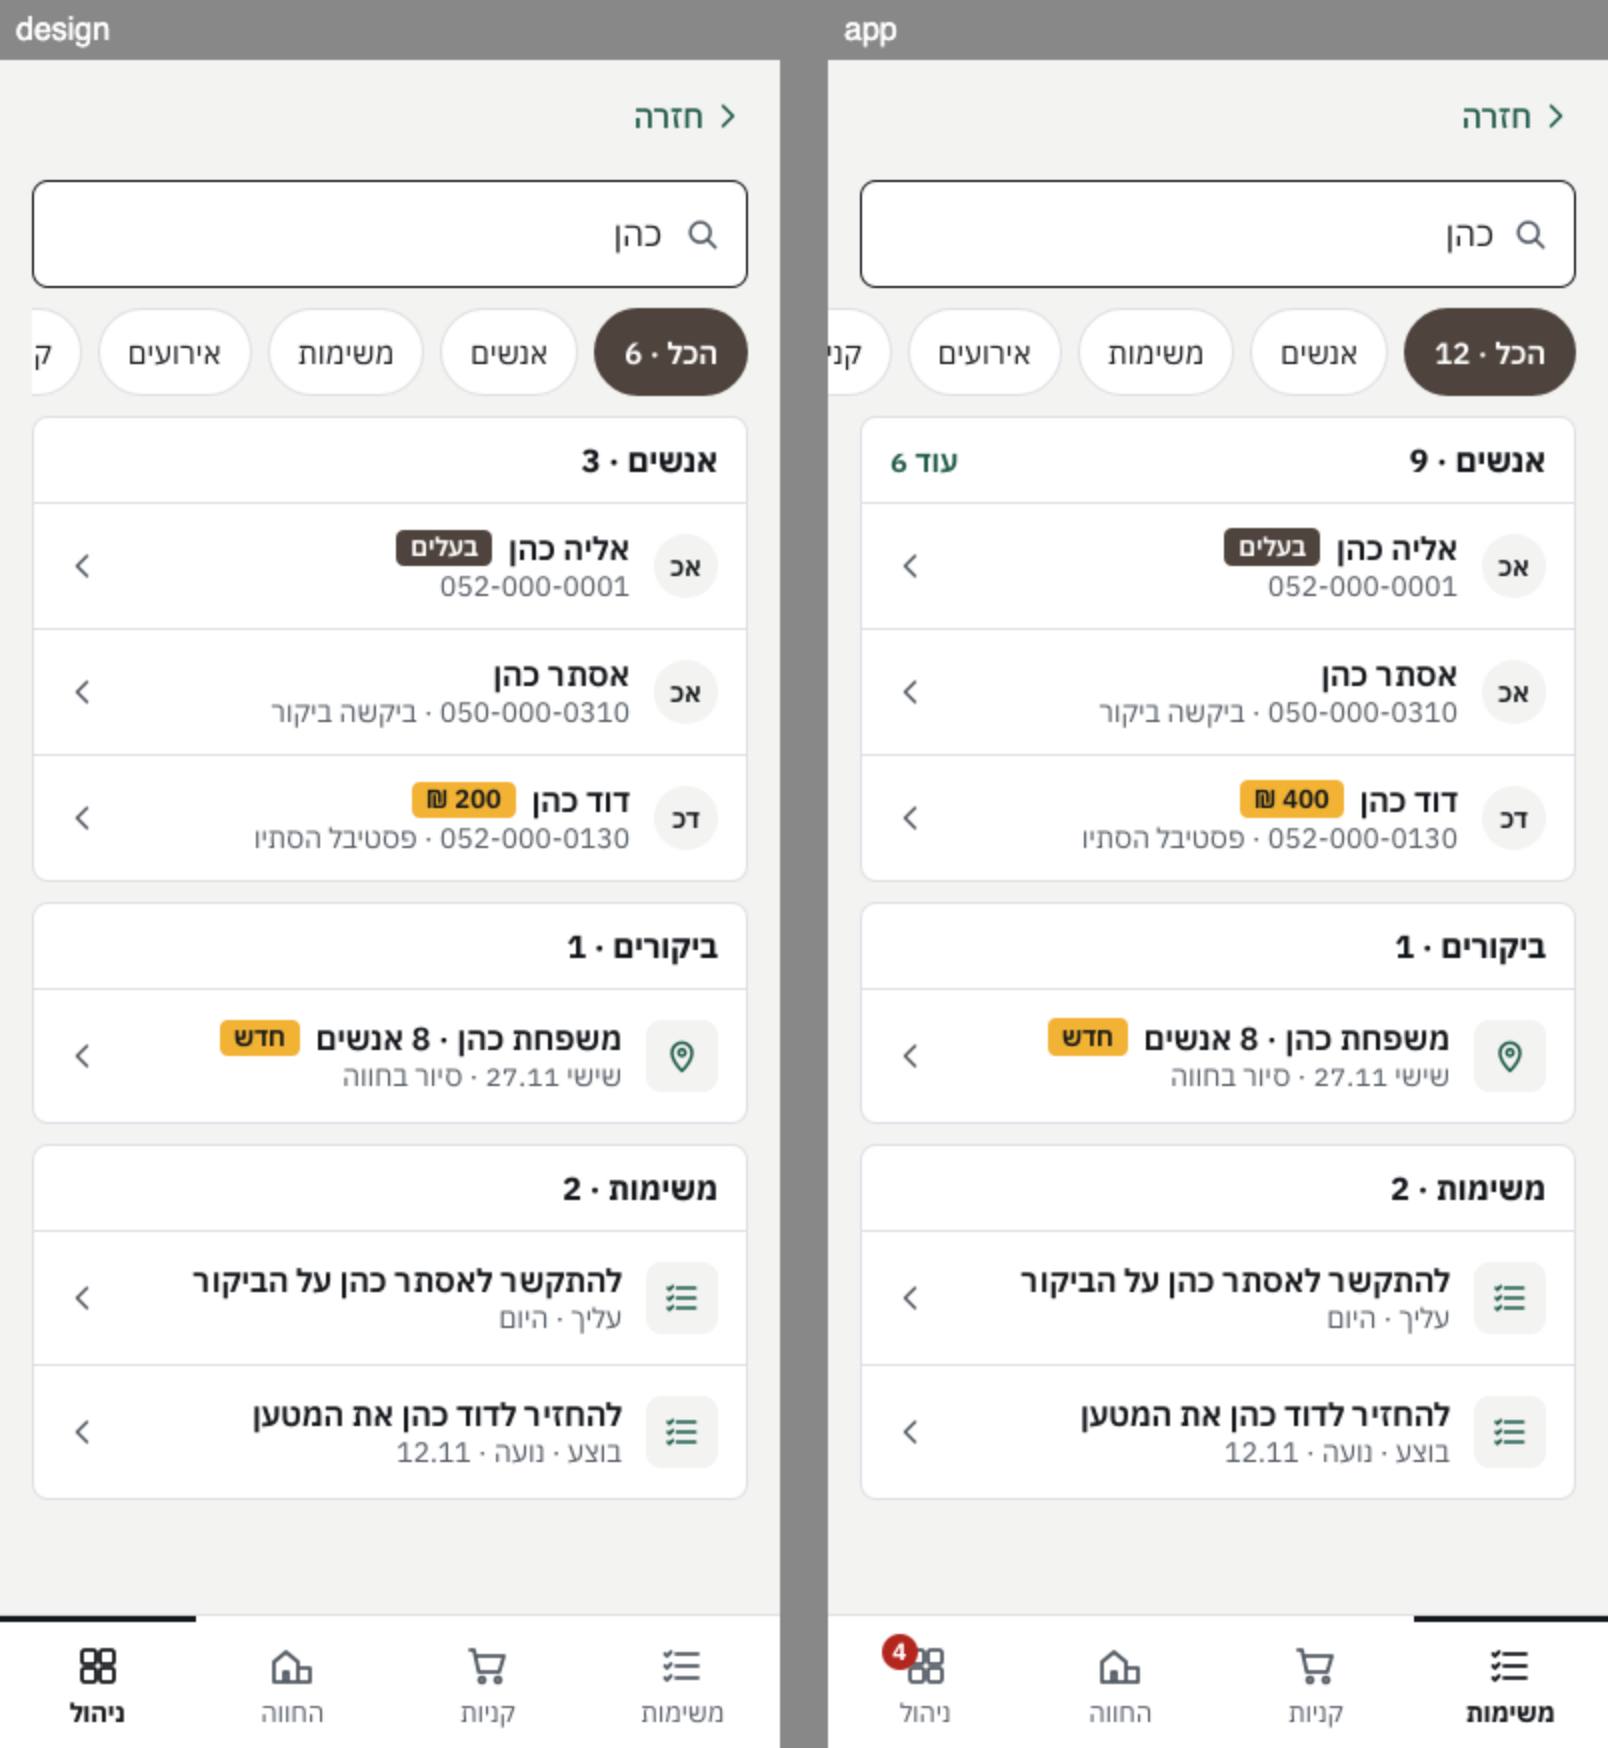 design
חזרה
כהן
הכל · 6
אנשים
משימות
אירועים
ק
אנשים · 3
אכ
אליה כהן
בעלים
052-000-0001
אכ
אסתר כהן
050-000-0310 · ביקשה ביקור
דכ
דוד כהן
200 ₪
052-000-0130 · פסטיבל הסתיו
ביקורים · 1
משפחת כהן · 8 אנשים
חדש
שישי 27.11 · סיור בחווה
משימות · 2
להתקשר לאסתר כהן על הביקור
עליך · היום
להחזיר לדוד כהן את המטען
בוצע · נועה · 12.11
משימות
קניות
החווה
ניהול
app
חזרה
כהן
הכל · 12
אנשים
משימות
אירועים
קני
אנשים · 9
עוד 6
אכ
אליה כהן
בעלים
052-000-0001
אכ
אסתר כהן
050-000-0310 · ביקשה ביקור
דכ
דוד כהן
400 ₪
052-000-0130 · פסטיבל הסתיו
ביקורים · 1
משפחת כהן · 8 אנשים
חדש
שישי 27.11 · סיור בחווה
משימות · 2
להתקשר לאסתר כהן על הביקור
עליך · היום
להחזיר לדוד כהן את המטען
בוצע · נועה · 12.11
משימות
קניות
החווה
4
ניהול